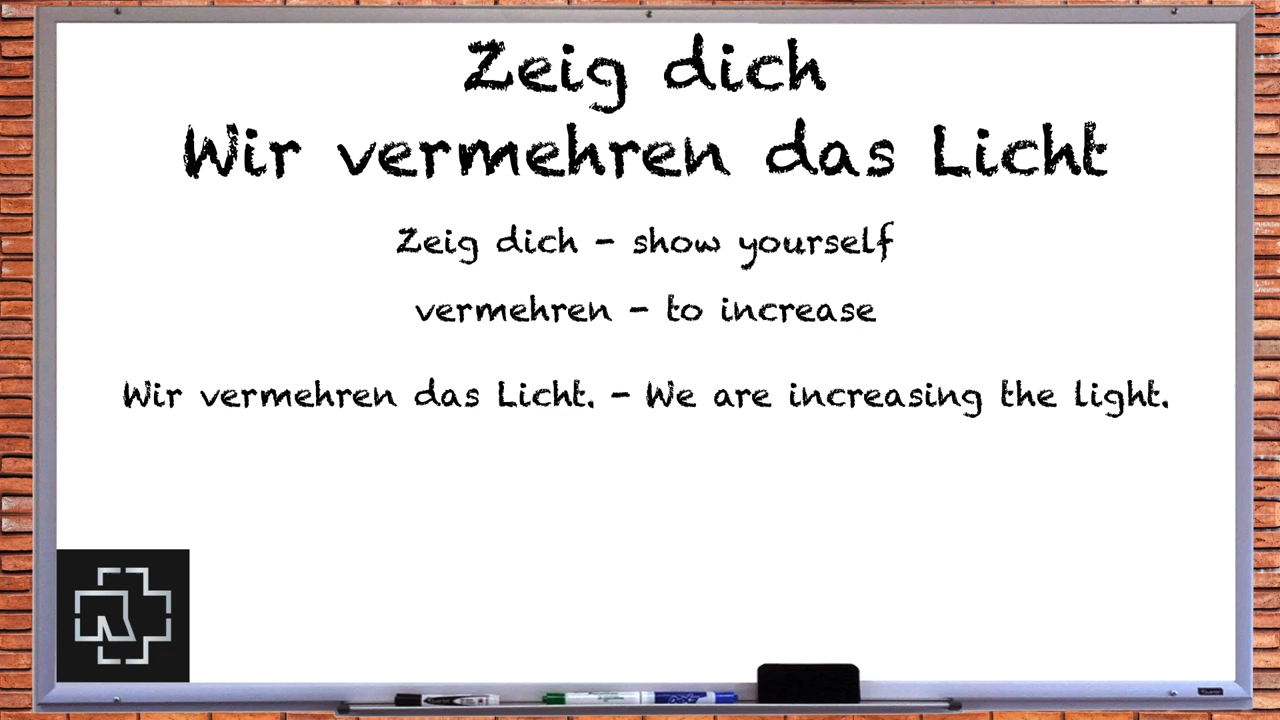 Zeig dich
Wir vermehren das Licht
Zeig dich - show yourself
vermehren - to increase
Wir vermehren das Licht. - We are increasing the light.